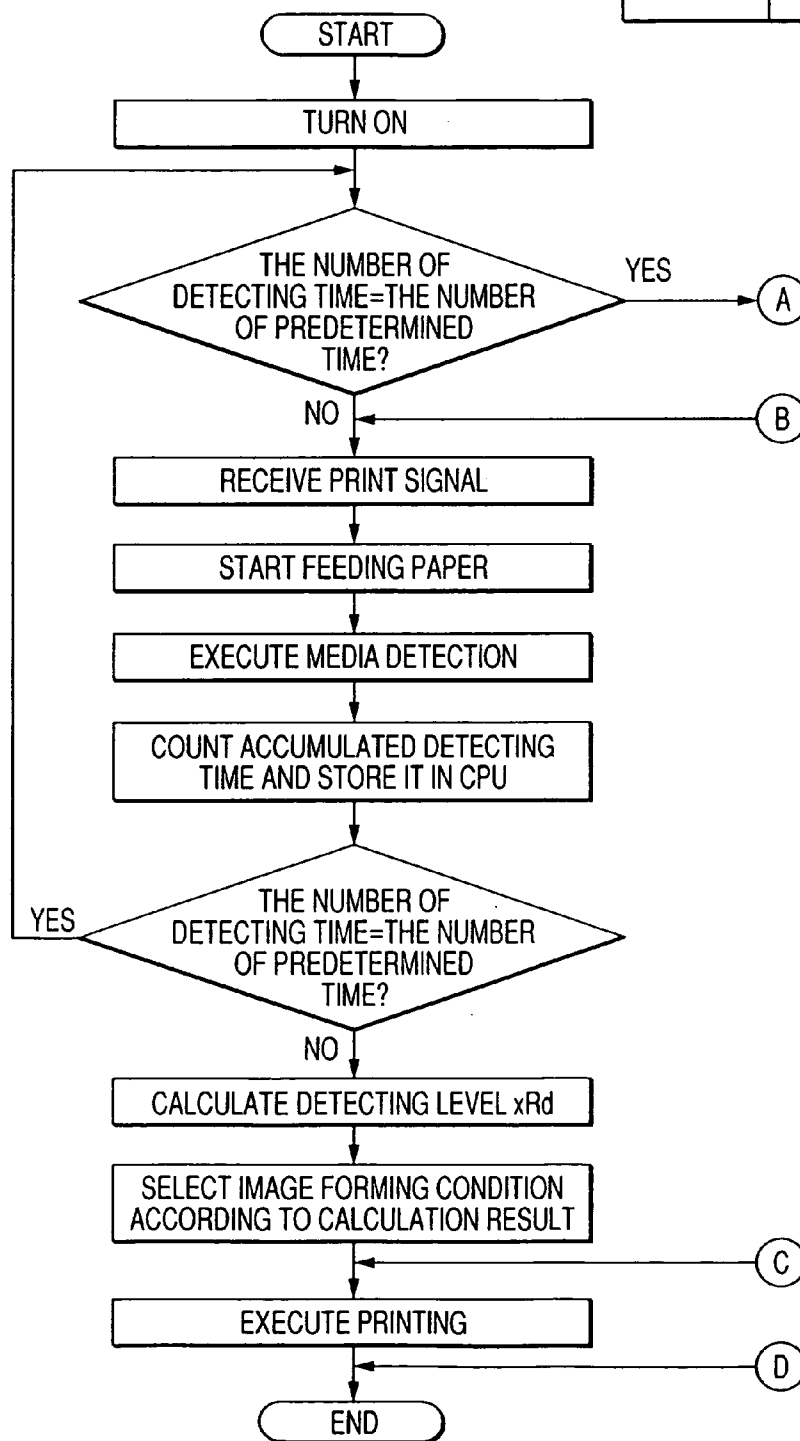 START
TURN ON
THE NUMBER OF
DETECTING TIME=THE NUMBER
OF PREDETERMINED
TIME?
YES
A
NO
B
RECEIVE PRINT SIGNAL
START FEEDING PAPER
EXECUTE MEDIA DETECTION
COUNT ACCUMULATED DETECTING
TIME AND STORE IT IN CPU
THE NUMBER OF
DETECTING TIME=THE NUMBER
OF PREDETERMINED
TIME?
YES
NO
CALCULATE DETECTING LEVEL xRd
SELECT IMAGE FORMING CONDITION
ACCORDING TO CALCULATION RESULT
C
EXECUTE PRINTING
D
END